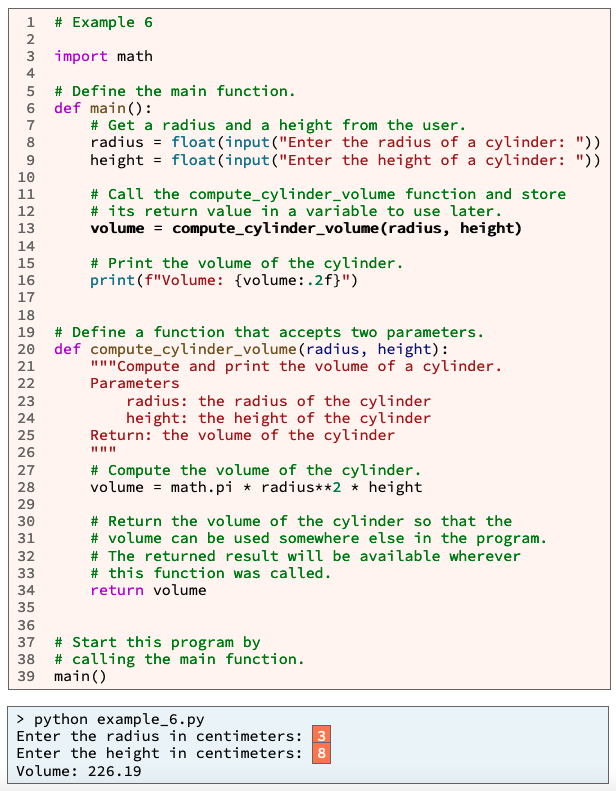 1 # Example 6
2
3 import math
4
5 # Define the main function.
6 def main():
7     # Get a radius and a height from the user.
8     radius = float(input("Enter the radius of a cylinder: "))
9     height = float(input("Enter the height of a cylinder: "))
10
11     # Call the compute_cylinder_volume function and store
12     # its return value in a variable to use later.
13     volume = compute_cylinder_volume(radius, height)
14
15     # Print the volume of the cylinder.
16     print(f"Volume: {volume:.2f}")
17
18
19 # Define a function that accepts two parameters.
20 def compute_cylinder_volume(radius, height):
21     """Compute and print the volume of a cylinder.
22     Parameters
23         radius: the radius of the cylinder
24         height: the height of the cylinder
25     Return: the volume of the cylinder
26     """
27     # Compute the volume of the cylinder.
28     volume = math.pi * radius**2 * height
29
30     # Return the volume of the cylinder so that the
31     # volume can be used somewhere else in the program.
32     # The returned result will be available wherever
33     # this function was called.
34     return volume
35
36
37 # Start this program by
38 # calling the main function.
39 main()
> python example_6.py
Enter the radius in centimeters: 3
Enter the height in centimeters: 8
Volume: 226.19